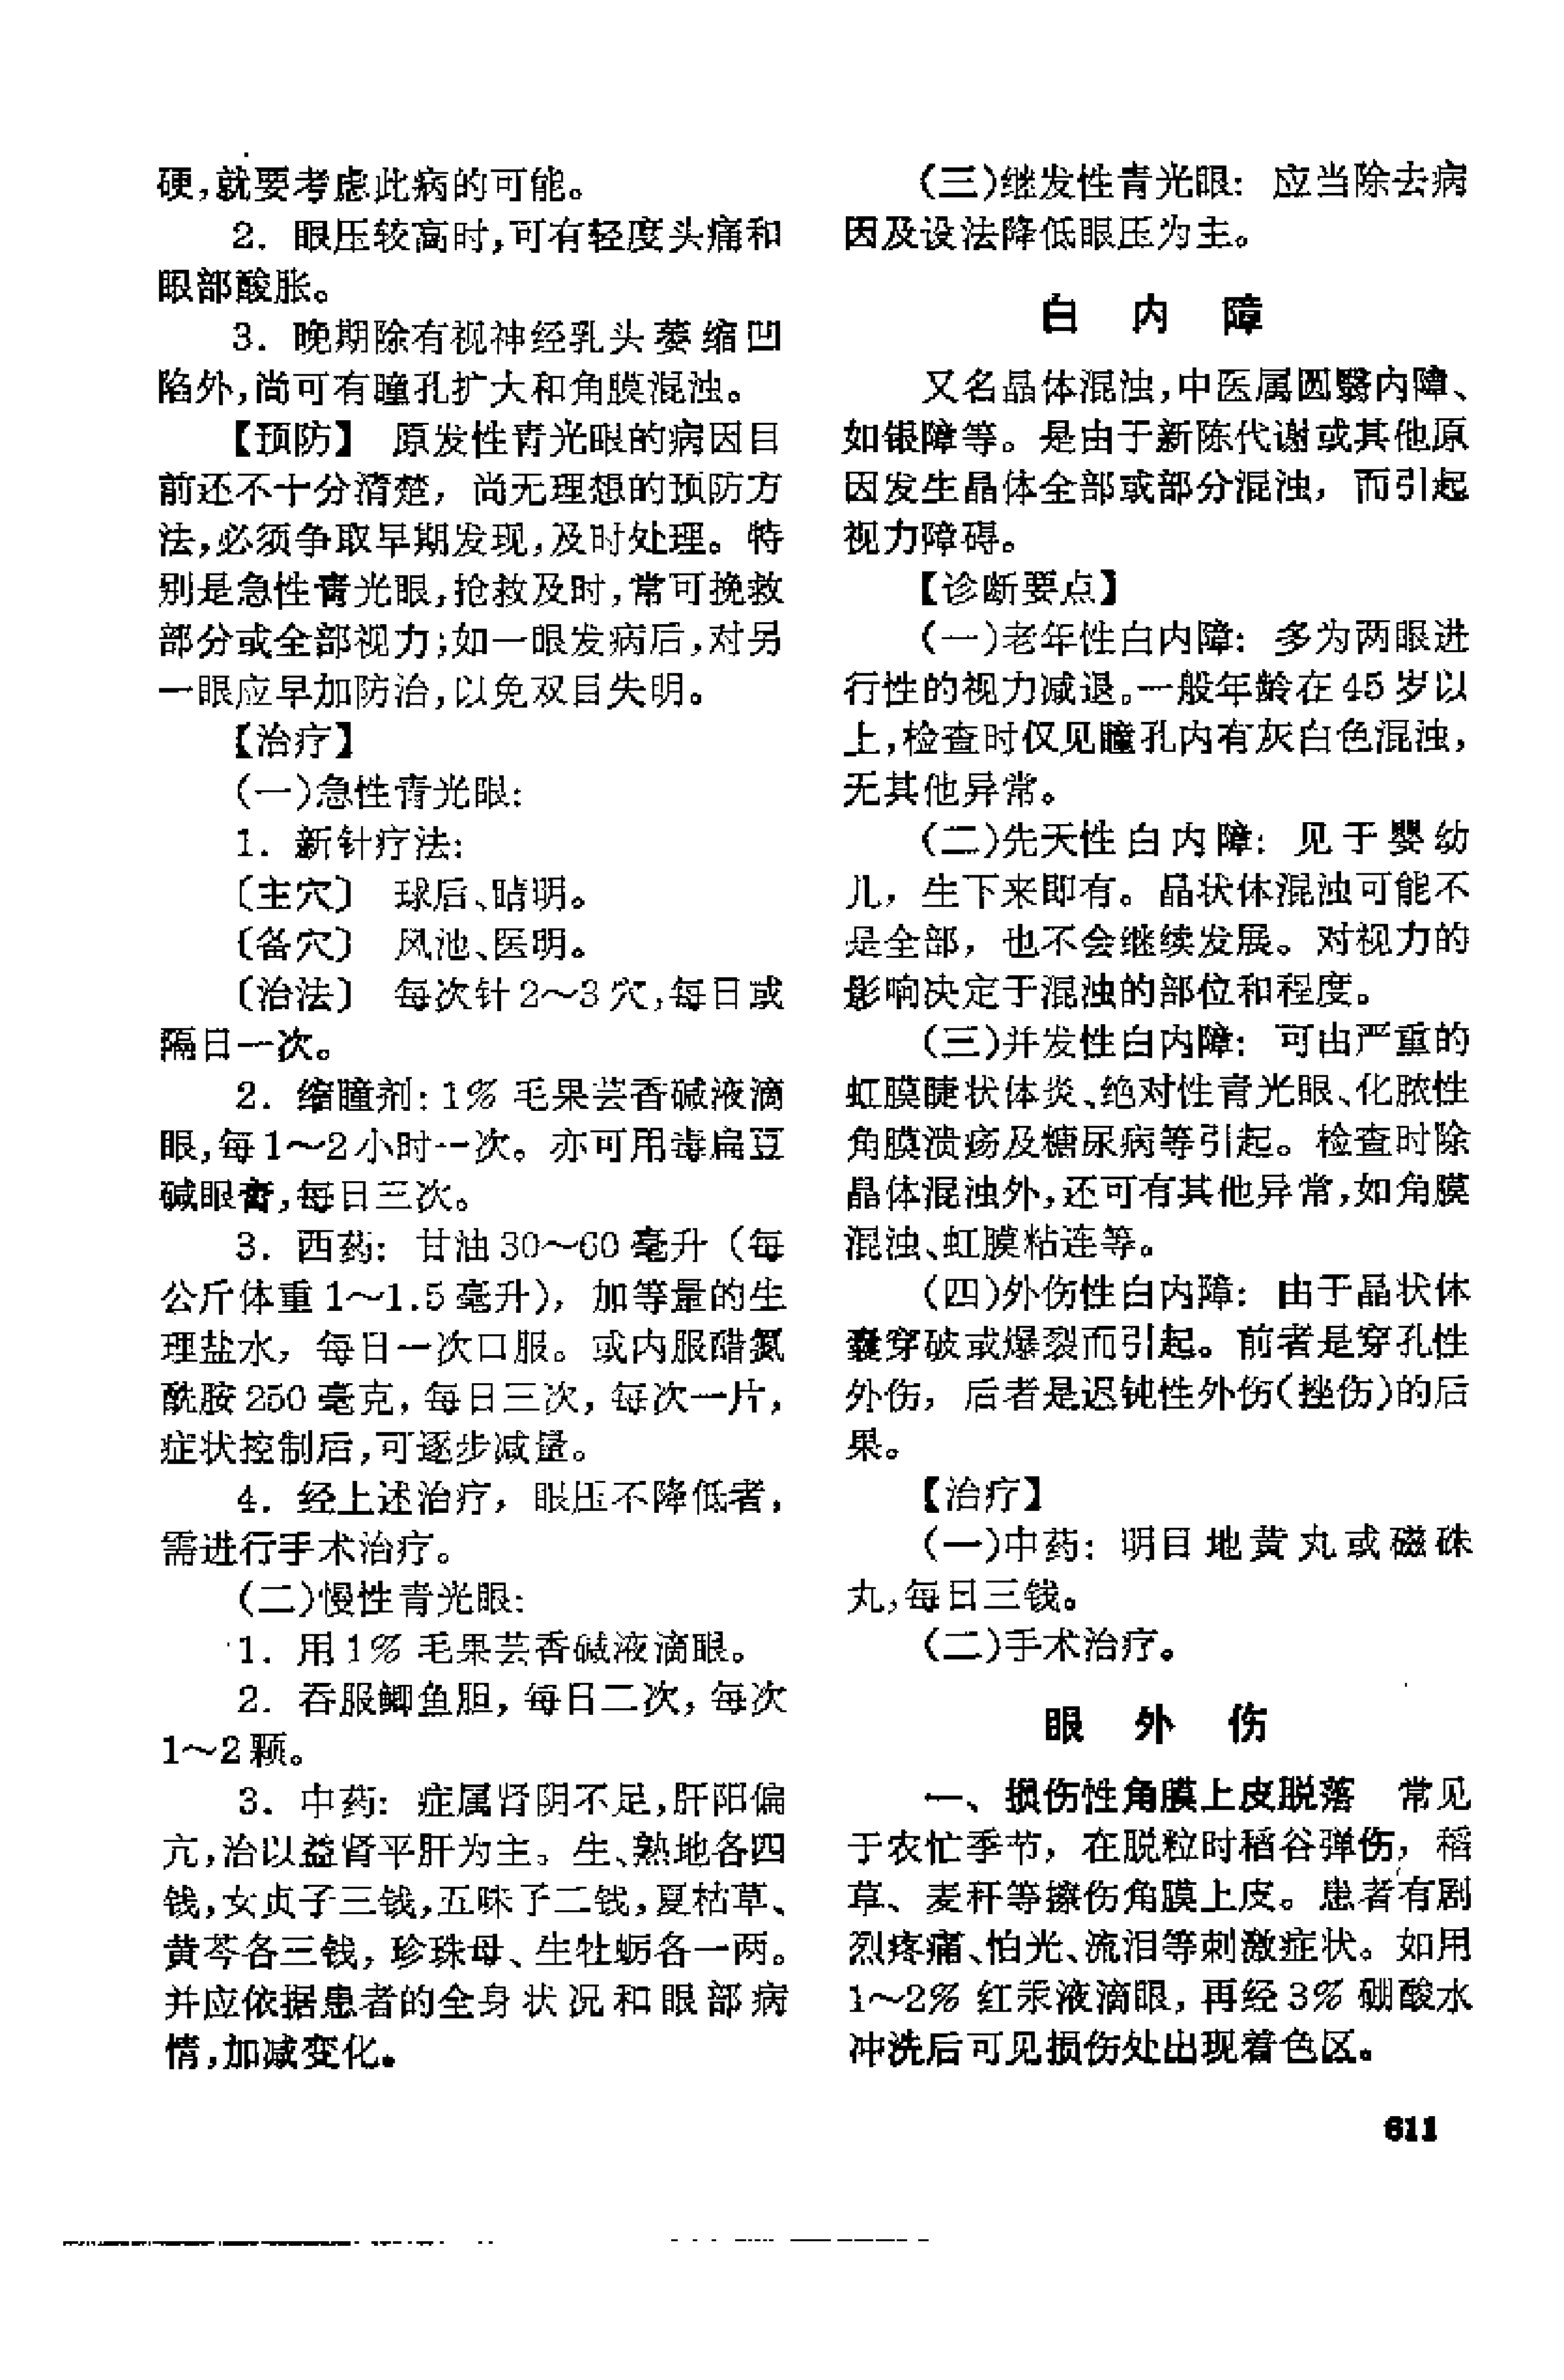 硬,就要考虑此病的可能。
2. 眼压较高时,可有轻度头痛和
眼部酸胀。
3. 晚期除有视神经乳头萎缩凹
陷外,尚可有瞳孔扩大和角膜混浊。
【预防】 原发性青光眼的病因目
前还不十分清楚，尚无理想的预防方
法,必须争取早期发现,及时处理。特
别是急性青光眼,抢救及时,常可挽救
部分或全部视力;如一眼发病后,对另
一眼应早加防治,以免双目失明。
【治疗】
(一)急性青光眼:
1. 新针疗法:
〔主穴〕 球后、睛明。
〔备穴〕 风池、医明。
〔治法〕 每次针2～3穴,每日或
隔日一次。
2. 缩瞳剂: 1% 毛果芸香碱液滴
眼,每1～2小时一次。亦可用毒扁豆
碱眼膏,每日三次。
3. 西药: 甘油30～60毫升（每
公斤体重1～1.5毫升），加等量的生
理盐水，每日一次口服。或内服醋氮
酰胺250毫克，每日三次，每次一片，
症状控制后,可逐步减量。
4. 经上述治疗，眼压不降低者，
需进行手术治疗。
(二)慢性青光眼:
1. 用1% 毛果芸香碱液滴眼。
2. 吞服鲫鱼胆，每日二次，每次
1～2颗。
3. 中药: 症属肾阴不足,肝阳偏
亢,治以益肾平肝为主。生、熟地各四
钱,女贞子三钱,五味子二钱,夏枯草、
黄芩各三钱，珍珠母、生牡蛎各一两。
并应依据患者的全身状况和眼部病
情,加减变化。
(三)继发性青光眼: 应当除去病
因及设法降低眼压为主。
白 内 障
又名晶体混浊,中医属圆翳内障、
如银障等。是由于新陈代谢或其他原
因发生晶体全部或部分混浊，而引起
视力障碍。
【诊断要点】
(一)老年性白内障: 多为两眼进
行性的视力减退。一般年龄在45岁以
上,检查时仅见瞳孔内有灰白色混浊，
无其他异常。
(二)先天性白内障: 见于婴幼
儿，生下来即有。晶状体混浊可能不
是全部，也不会继续发展。对视力的
影响决定于混浊的部位和程度。
(三)并发性白内障: 可由严重的
虹膜睫状体炎、绝对性青光眼、化脓性
角膜溃疡及糖尿病等引起。检查时除
晶体混浊外,还可有其他异常,如角膜
混浊、虹膜粘连等。
(四)外伤性白内障: 由于晶状体
囊穿破或爆裂而引起。前者是穿孔性
外伤，后者是迟钝性外伤(挫伤)的后
果。
【治疗】
(一)中药: 明目地黄丸或磁硃
丸,每日三钱。
(二)手术治疗。
眼 外 伤
一、损伤性角膜上皮脱落 常见
于农忙季节，在脱粒时稻谷弹伤，稻
草、麦秆等擦伤角膜上皮。患者有剧
烈疼痛、怕光、流泪等刺激症状。如用
1～2% 红汞液滴眼，再经3% 硼酸水
冲洗后可见损伤处出现着色区。
611